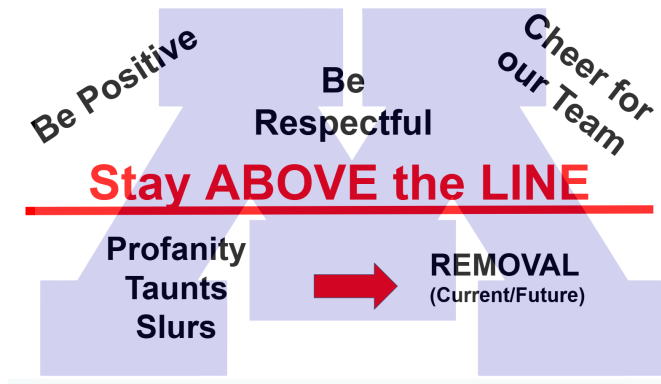 Be Positive
Be
Respectful
Cheer for
our Team
Stay ABOVE the LINE
Profanity
Taunts
Slurs
REMOVAL
(Current/Future)